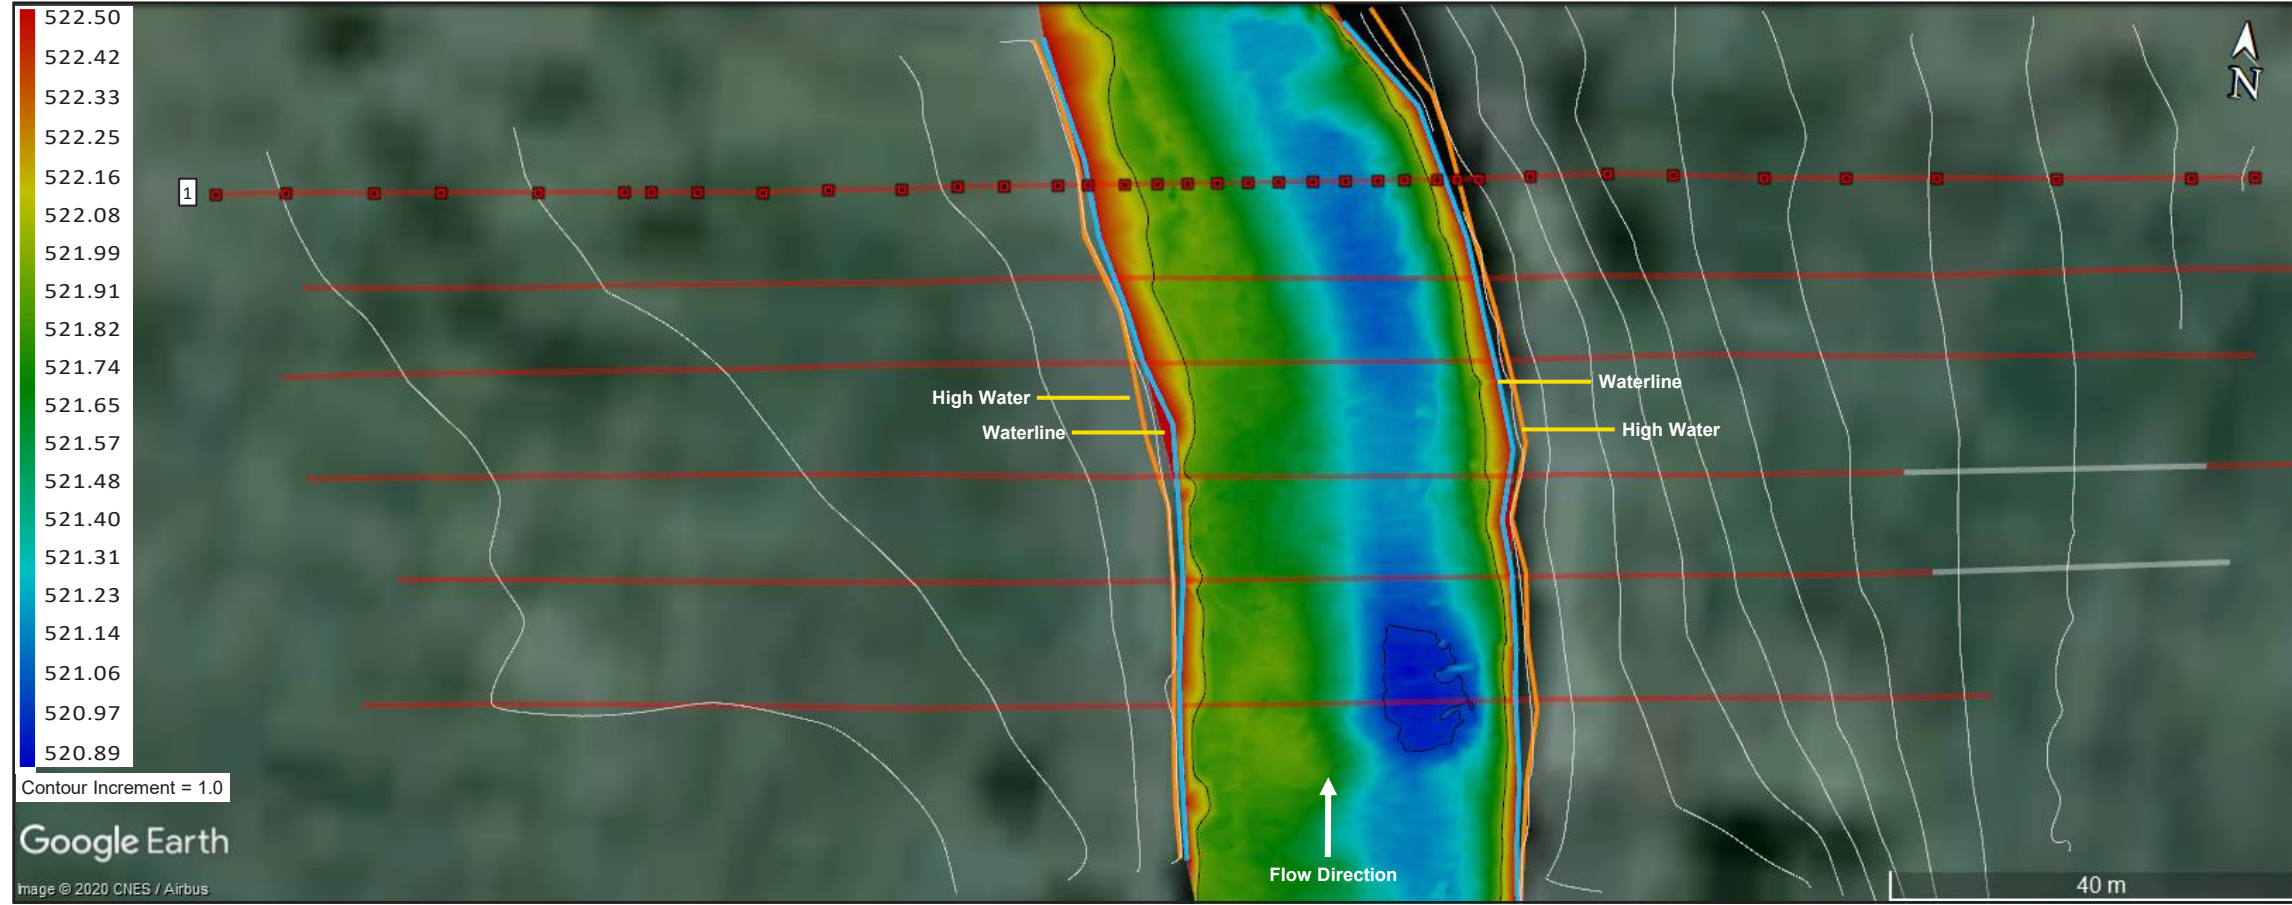 522.50
522.42
522.33
522.25
522.16
522.08
521.99
521.91
521.82
521.74
521.65
521.57
521.48
521.40
521.31
521.23
521.14
521.06
520.97
520.89
Contour Increment = 1.0
1
N
High Water
Waterline
Waterline
High Water
Flow Direction
Google Earth
Image © 2020 CNES / Airbus
40 m